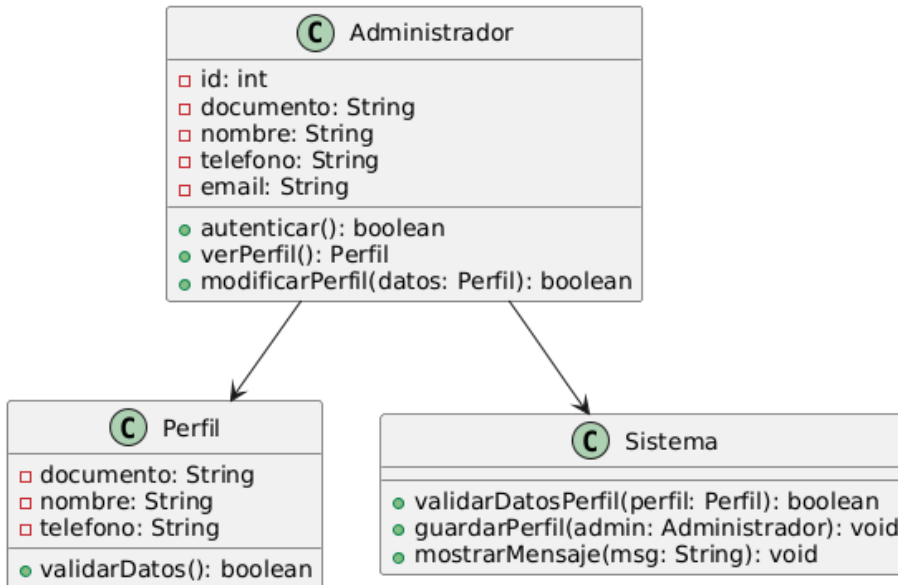 C Administrador
id: int
documento: String
nombre: String
telefono: String
email: String
autenticar(): boolean
verPerfil(): Perfil
modificarPerfil(datos: Perfil): boolean
C Perfil
documento: String
nombre: String
telefono: String
validarDatos(): boolean
C Sistema
validarDatosPerfil(perfil: Perfil): boolean
guardarPerfil(admin: Administrador): void
mostrarMensaje(msg: String): void